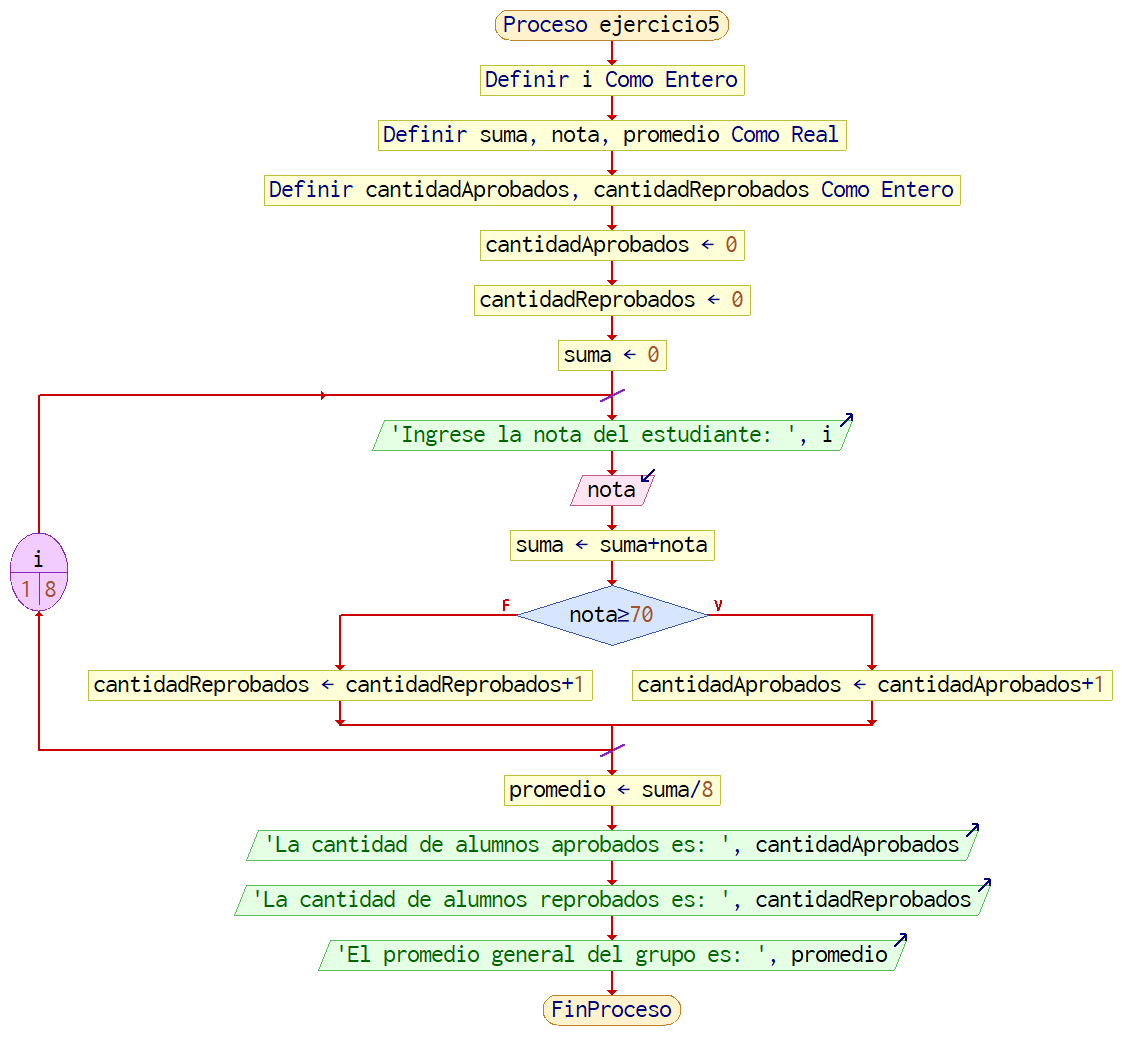 Proceso ejercicio5
Definir i Como Entero
Definir suma, nota, promedio Como Real
Definir cantidadAprobados, cantidadReprobados Como Entero
cantidadAprobados ← 0
cantidadReprobados ← 0
suma ← 0
'Ingrese la nota del estudiante: ', i
nota
suma ← suma+nota
i
1 8
F
V
nota≥70
cantidadReprobados ← cantidadReprobados+1
cantidadAprobados ← cantidadAprobados+1
promedio ← suma/8
'La cantidad de alumnos aprobados es: ', cantidadAprobados
'La cantidad de alumnos reprobados es: ', cantidadReprobados
'El promedio general del grupo es: ', promedio
FinProceso